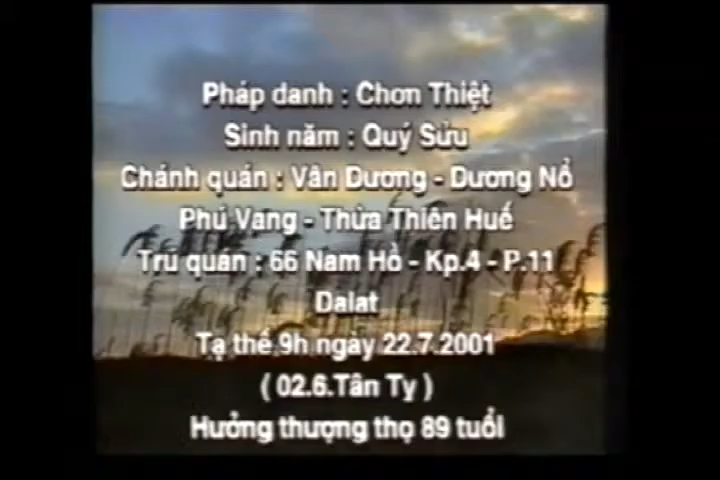 Pháp danh : Chơn Thiệt
Sinh năm : Quý Sửu
Chánh quán : Vân Dương - Dương Nổ
Phú Vang - Thừa Thiên Huế
Trú quán : 66 Nam Hồ - Kp.4 - P.11
Dalat
Tạ thế 9h ngày 22.7.2001
( 02.6.Tân Tỵ )
Hưởng thượng thọ 89 tuổi